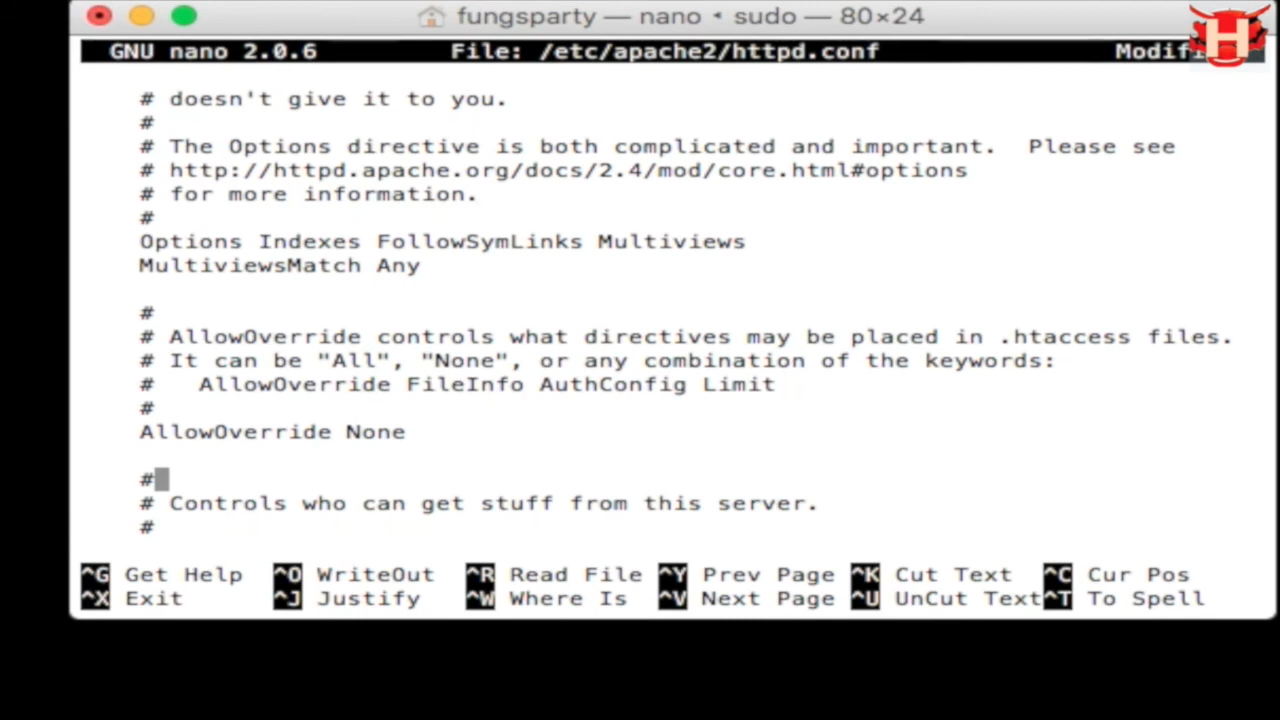 fungsparty — nano ◂ sudo — 80×24
GNU nano 2.0.6 File: /etc/apache2/httpd.conf Modifi
# doesn't give it to you.
#
# The Options directive is both complicated and important.  Please see
# http://httpd.apache.org/docs/2.4/mod/core.html#options
# for more information.
#
Options Indexes FollowSymLinks Multiviews
MultiviewsMatch Any
#
# AllowOverride controls what directives may be placed in .htaccess files.
# It can be "All", "None", or any combination of the keywords:
#   AllowOverride FileInfo AuthConfig Limit
#
AllowOverride None
#
# Controls who can get stuff from this server.
#
^G Get Help ^O WriteOut ^R Read File ^Y Prev Page ^K Cut Text ^C Cur Pos
^X Exit ^J Justify ^W Where Is ^V Next Page ^U UnCut Text ^T To Spell
H